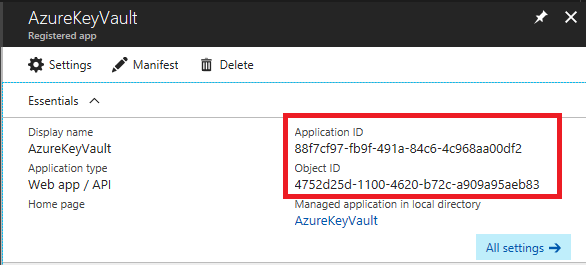 AzureKeyVault
Registered app
Settings Manifest Delete
Essentials
Display name
AzureKeyVault
Application type
Web app / API
Home page
Application ID
88f7cf97-fb9f-491a-84c6-4c968aa00df2
Object ID
4752d25d-1100-4620-b72c-a909a95aeb83
Managed application in local directory
AzureKeyVault
All settings